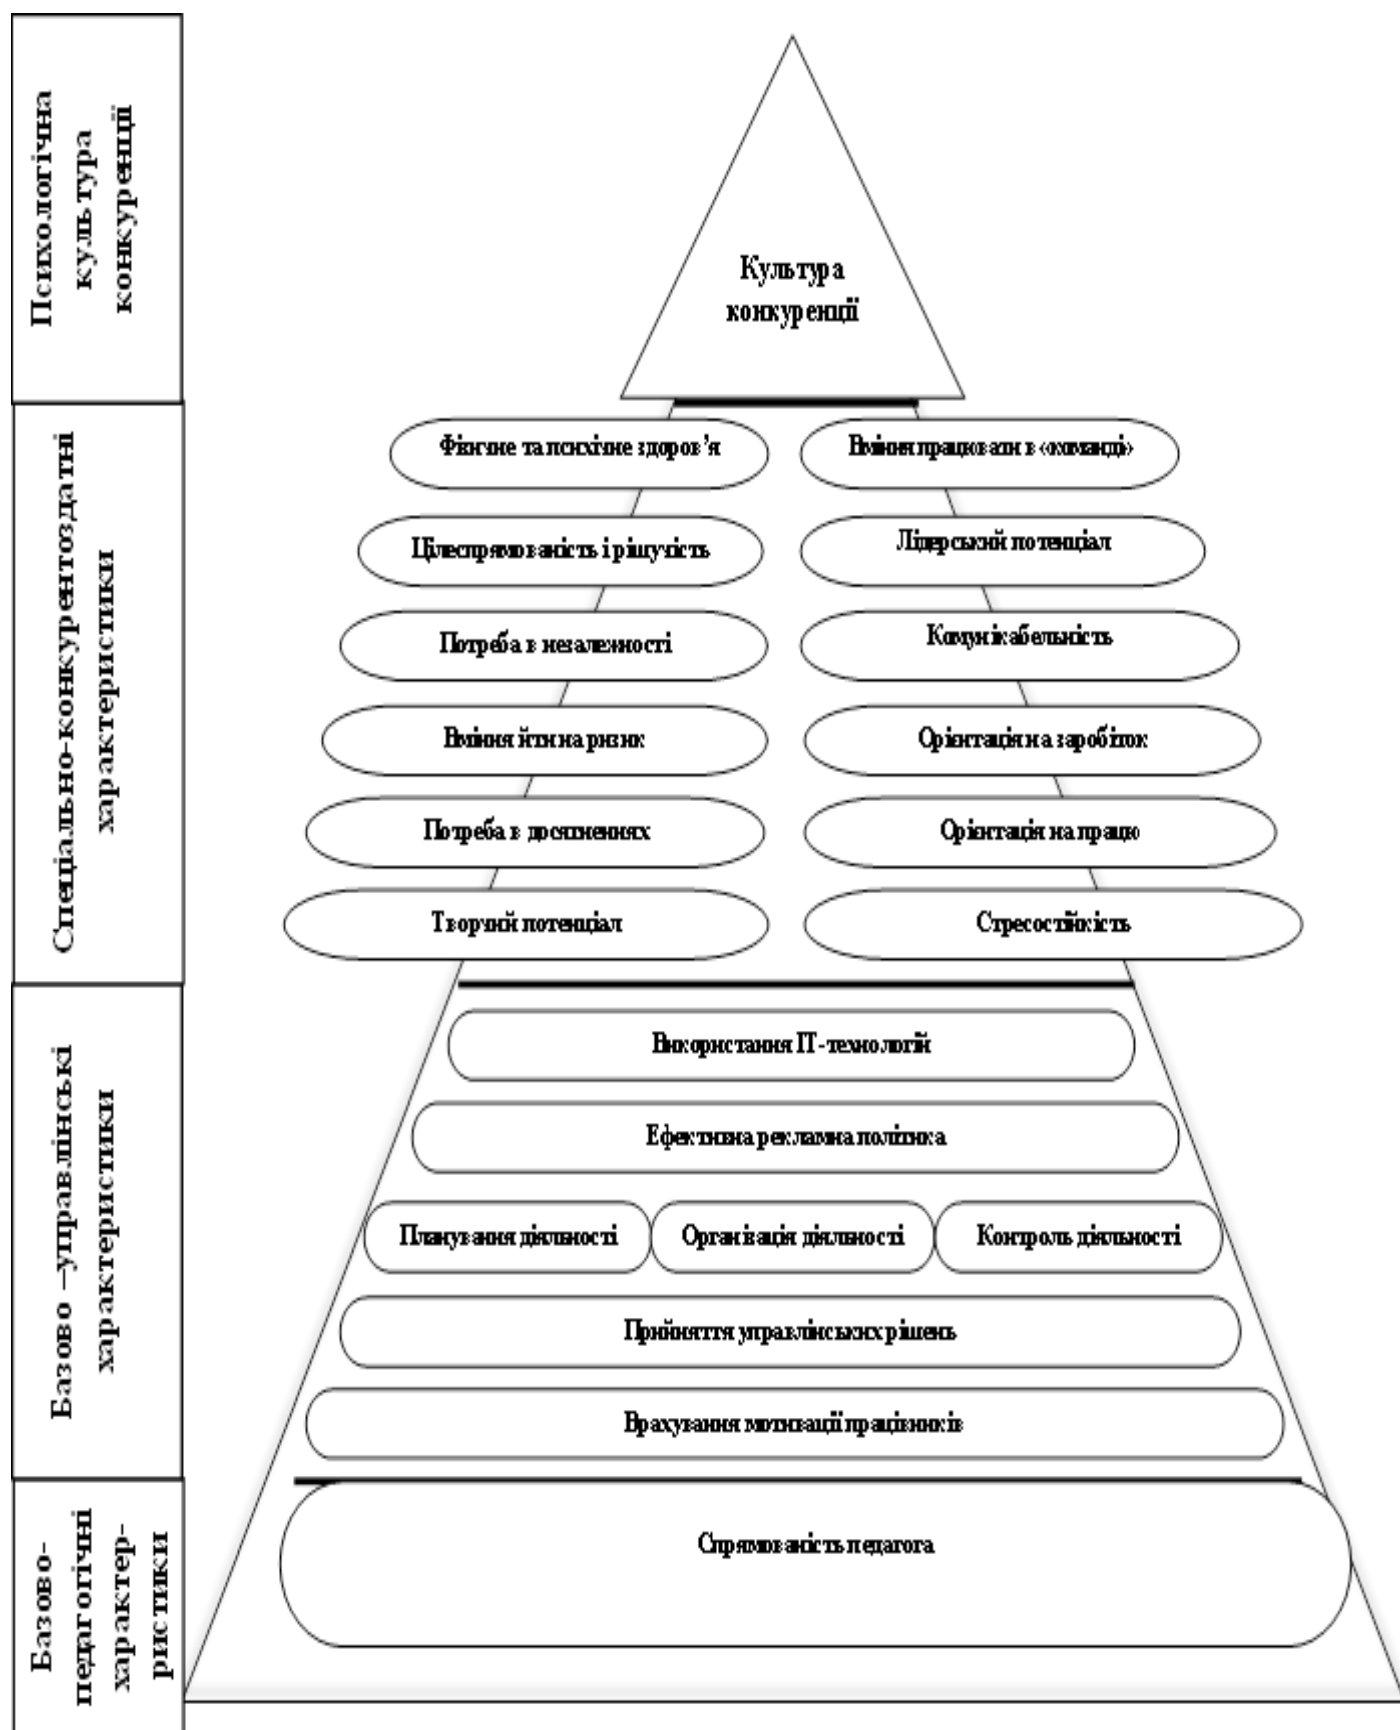 Психологічна
культура
конкуренції
Культура
конкуренції
Спеціально-конкурентоздатні
характеристики
Фізичне та психічне здоров’я
Вміння працювати в «команді»
Цілеспрямованість і рішучість
Лідерський потенціал
Потреба в незалежності
Комунікабельність
Вміння йти на ризик
Орієнтація на заробіток
Потреба в досягненнях
Орієнтація на працю
Творчий потенціал
Стресостійкість
Базово –управлінські
характеристики
Використання ІТ-технологій
Ефективна рекламна політика
Планування діяльності
Організація діяльності
Контроль діяльності
Прийняття управлінських рішень
Врахування мотивації працівників
Базово-
педагогічні
характер-
ристики
Спрямованість педагога